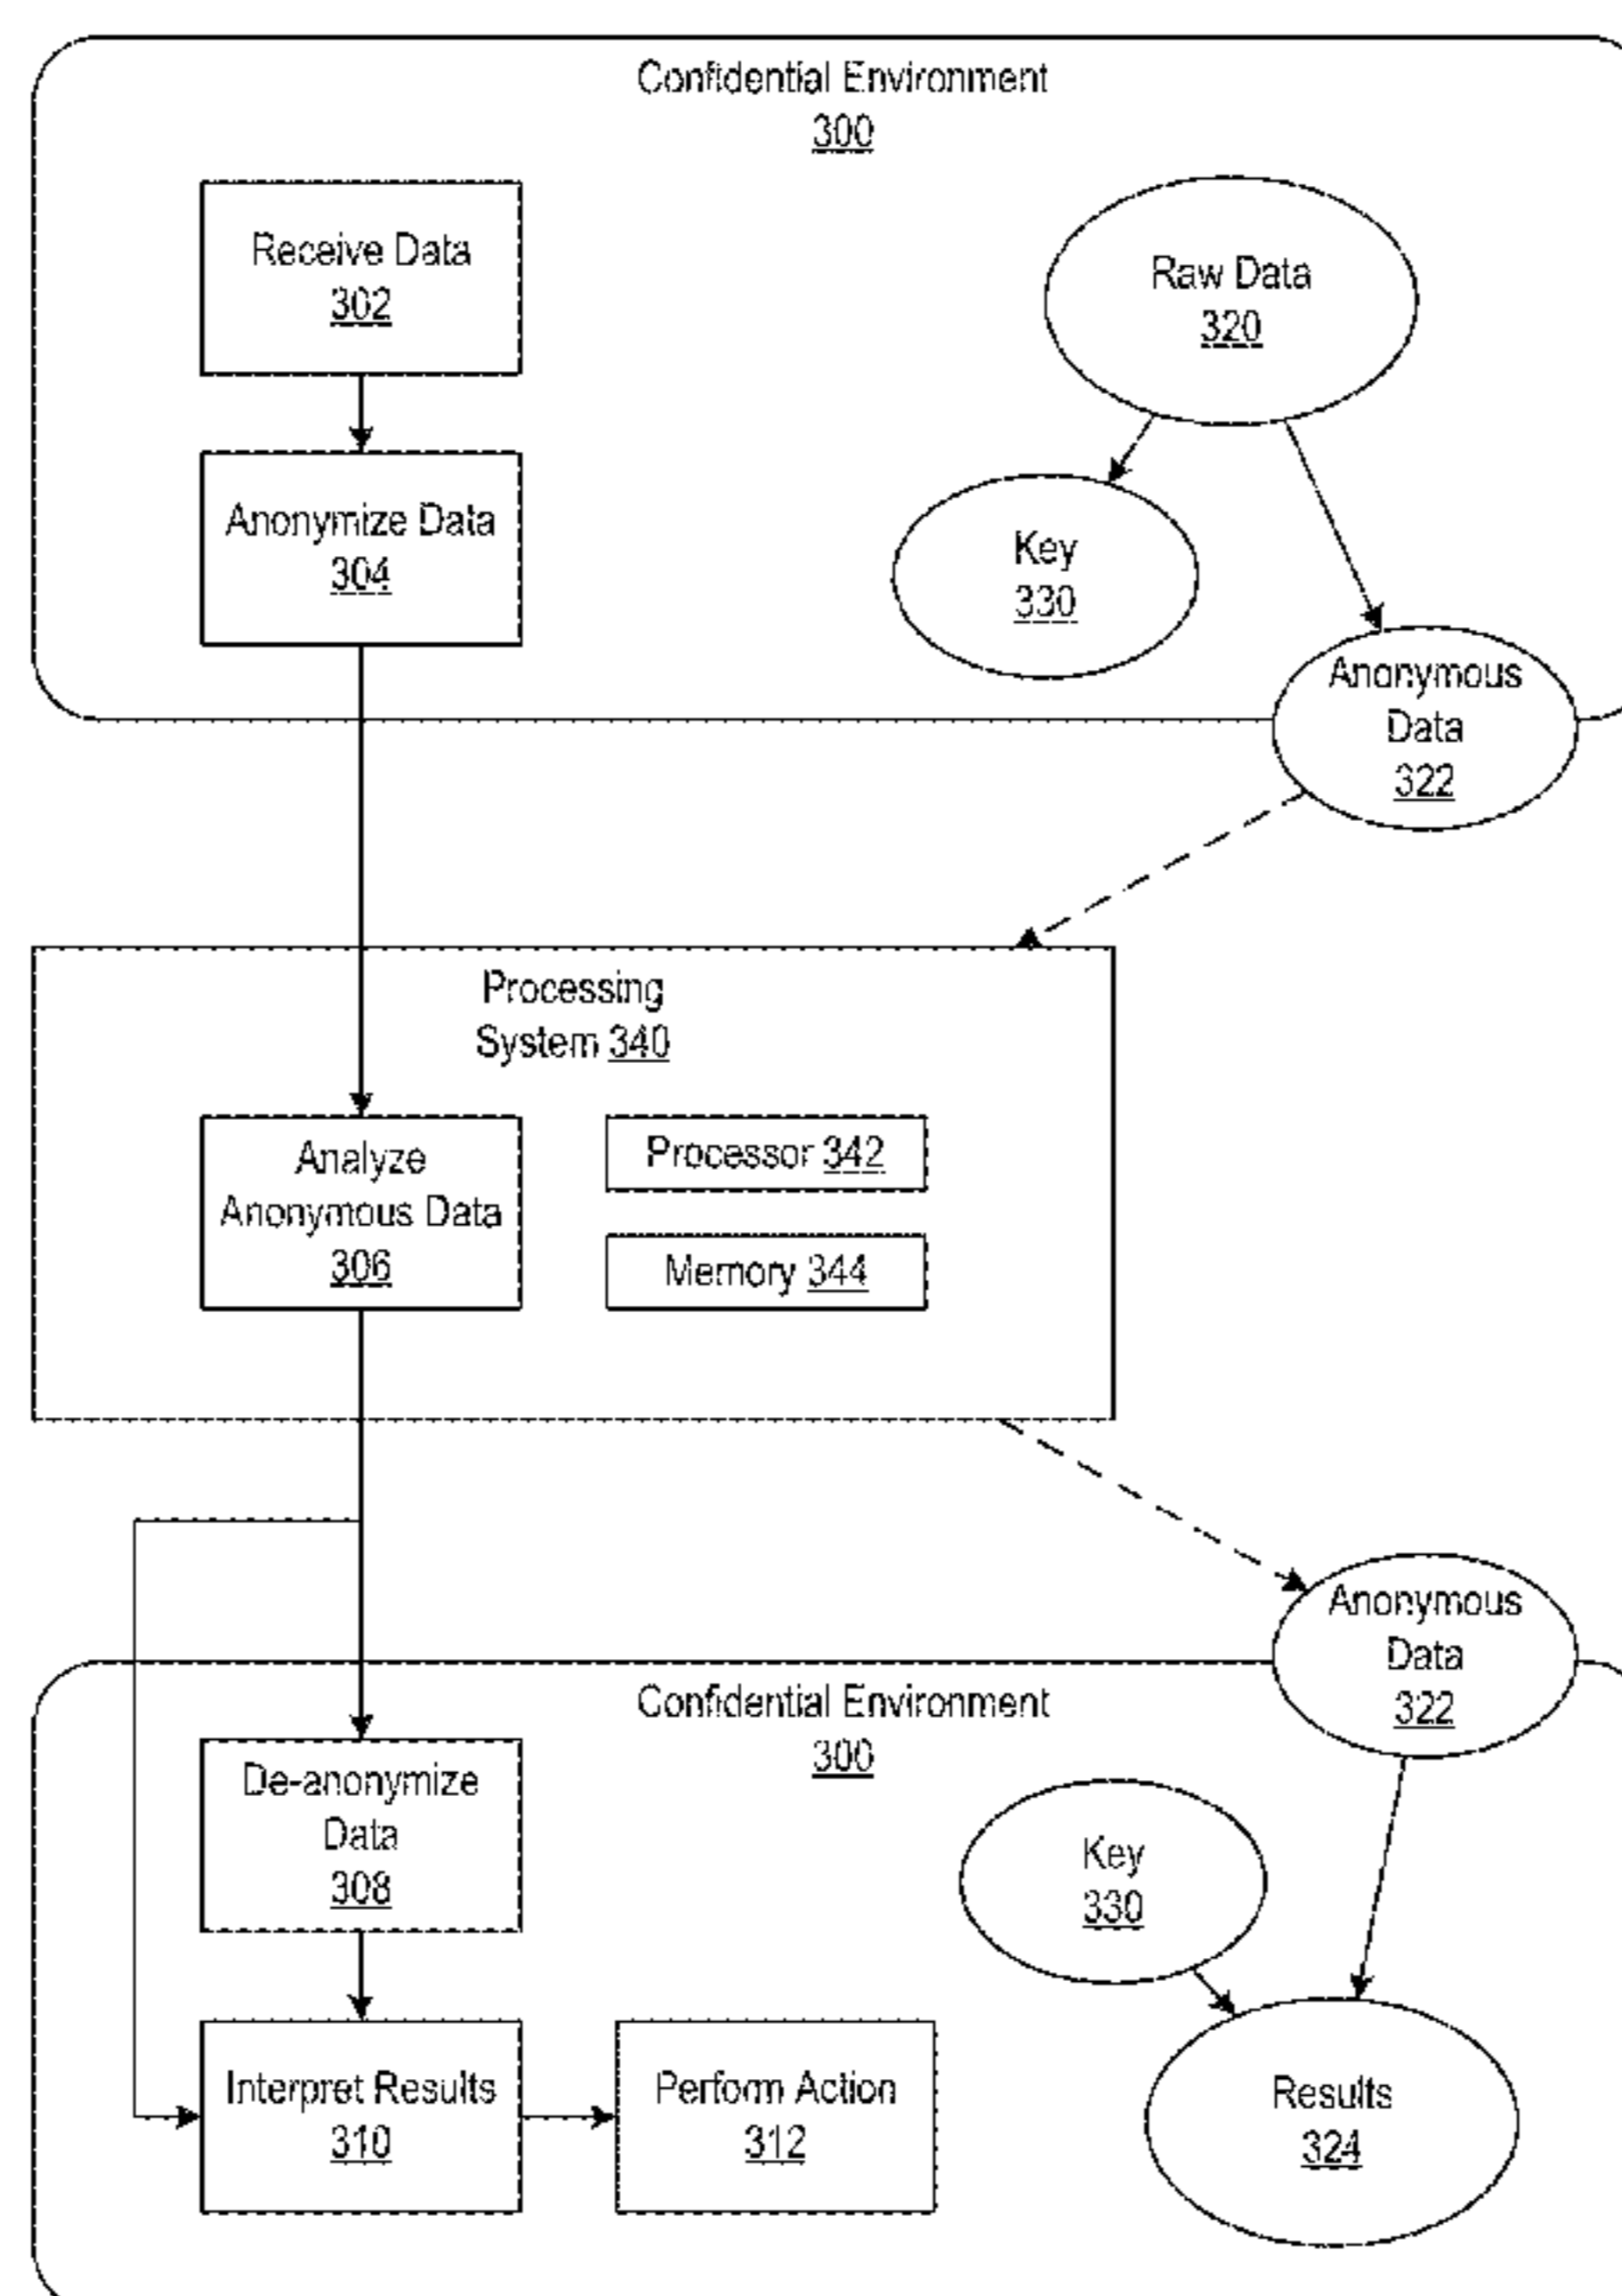 Confidential Environment
300
Receive Data
302
Raw Data
320
Anonymize Data
304
Key
330
Anonymous
Data
322
Processing
System 340
Analyze
Anonymous Data
306
Processor 342
Memory 344
Anonymous
Data
322
Confidential Environment
300
De-anonymize
Data
308
Key
330
Interpret Results
310
Perform Action
312
Results
324